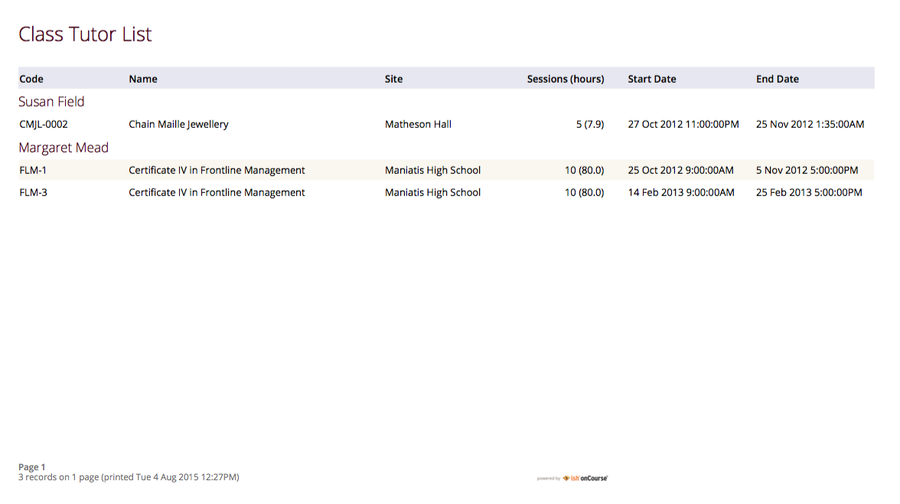 Class Tutor List
Code Name Site Sessions (hours) Start Date End Date
Susan Field
CMJL-0002 Chain Maille Jewellery Matheson Hall 5 (7.9) 27 Oct 2012 11:00:00PM 25 Nov 2012 1:35:00AM
Margaret Mead
FLM-1 Certificate IV in Frontline Management Maniatis High School 10 (80.0) 25 Oct 2012 9:00:00AM 5 Nov 2012 5:00:00PM
FLM-3 Certificate IV in Frontline Management Maniatis High School 10 (80.0) 14 Feb 2013 9:00:00AM 25 Feb 2013 5:00:00PM
Page 1
3 records on 1 page (printed Tue 4 Aug 2015 12:27PM) powered by ish onCourse